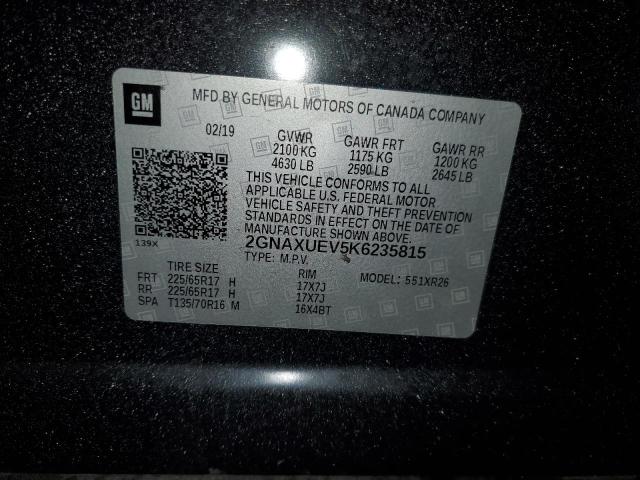 GM
MFD BY GENERAL MOTORS OF CANADA COMPANY
02/19
GVWR GAWR FRT GAWR RR
2100 KG 1175 KG 1200 KG
4630 LB 2590 LB 2645 LB
THIS VEHICLE CONFORMS TO ALL
APPLICABLE U.S. FEDERAL MOTOR
VEHICLE SAFETY AND THEFT PREVENTION
STANDARDS IN EFFECT ON THE DATE OF
MANUFACTURE SHOWN ABOVE.
139X
2GNAXUEV5K6235815
TYPE: M.P.V. MODEL: 551XR26
TIRE SIZE RIM
FRT 225/65R17 H 17X7J
RR 225/65R17 H 17X7J
SPA T135/70R16 M 16X4BT